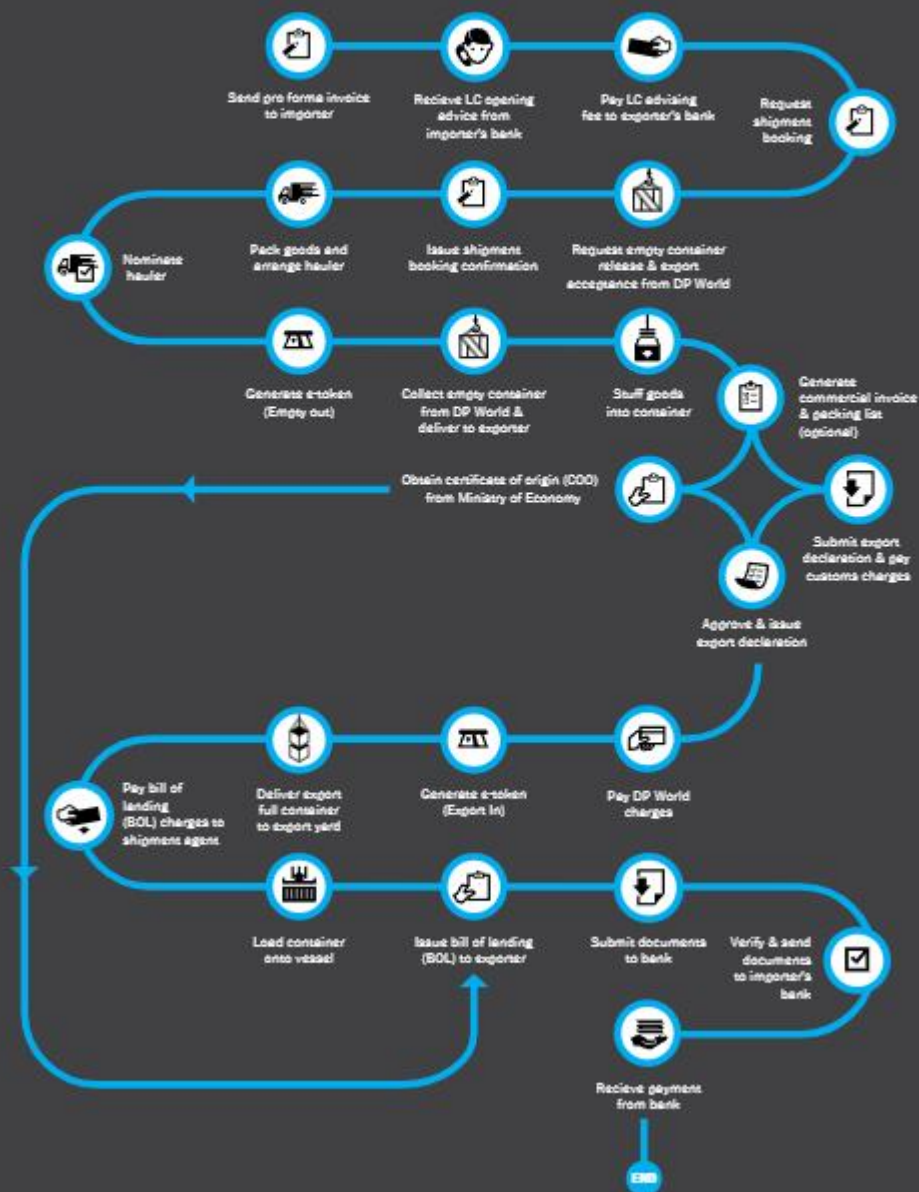 Send pro forma invoice
to importer
Recieve LC opening
advice from
importer's bank
Pay LC advising
fee to exporter's bank
Request
shipment
booking
Nominate
hauler
Pack goods and
arrange hauler
Issue shipment
booking confirmation
Request empty container
release & export
acceptance from DP World
Generate e-token
(Empty out)
Collect empty container
from DP World &
deliver to exporter
Stuff goods
into container
Generate
commercial invoice
& packing list
(optional)
Obtain certificate of origin (COO)
from Ministry of Economy
Submit export
declaration & pay
customs charges
Approve & issue
export declaration
Pay bill of
landing
(BOL) charges to
shipment agent
Deliver export
full container
to export yard
Generate e-token
(Export In)
Pay DP World
charges
Load container
onto vessel
Issue bill of landing
(BOL) to exporter
Submit documents
to bank
Verify & send
documents
to importer's
bank
Recieve payment
from bank
END